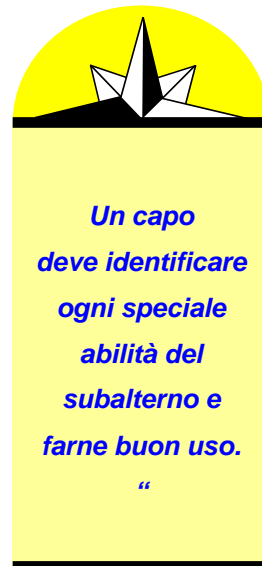 Un capo
deve identificare
ogni speciale
abilità del
subalterno e
farne buon uso.
“